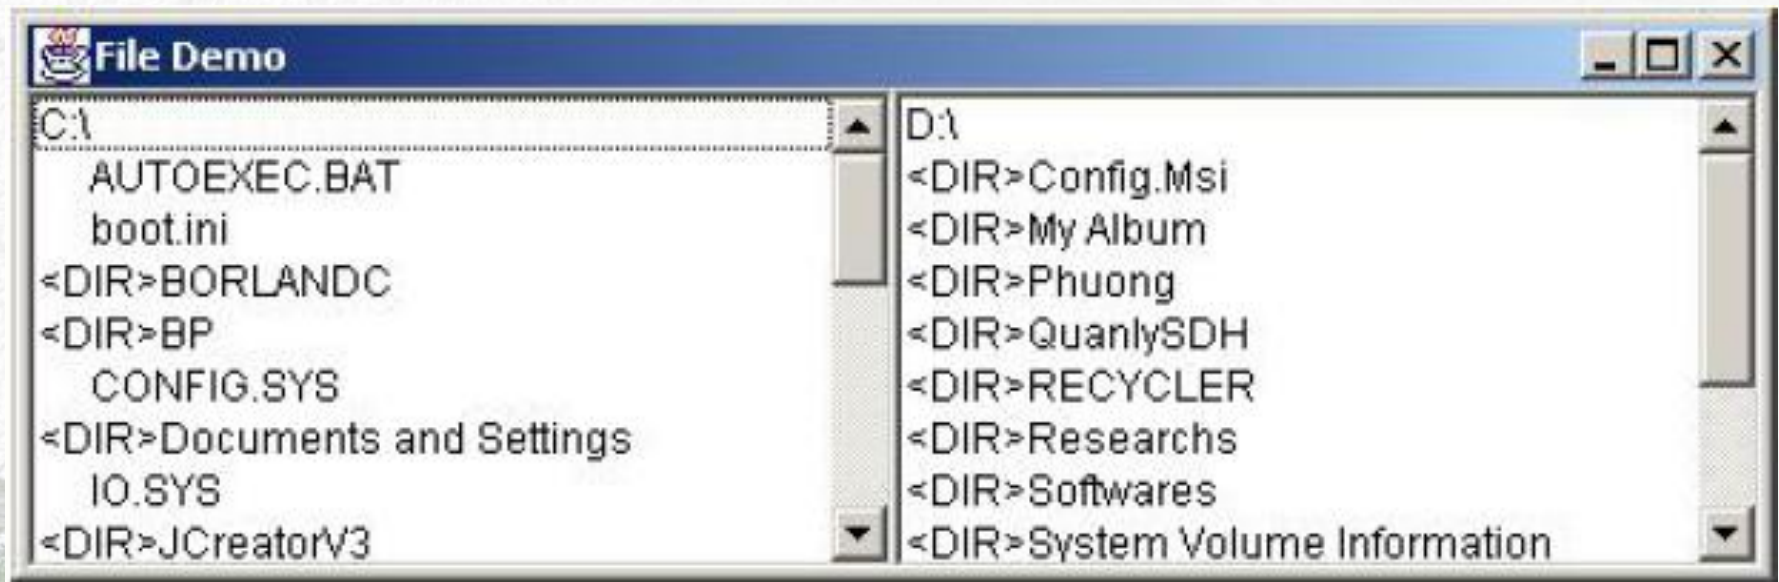 File Demo
C:\
AUTOEXEC.BAT
boot.ini
<DIR>BORLANDC
<DIR>BP
CONFIG.SYS
<DIR>Documents and Settings
IO.SYS
<DIR>JCreatorV3
D:\
<DIR>Config.Msi
<DIR>My Album
<DIR>Phuong
<DIR>QuanlySDH
<DIR>RECYCLER
<DIR>Researchs
<DIR>Softwares
<DIR>System Volume Information